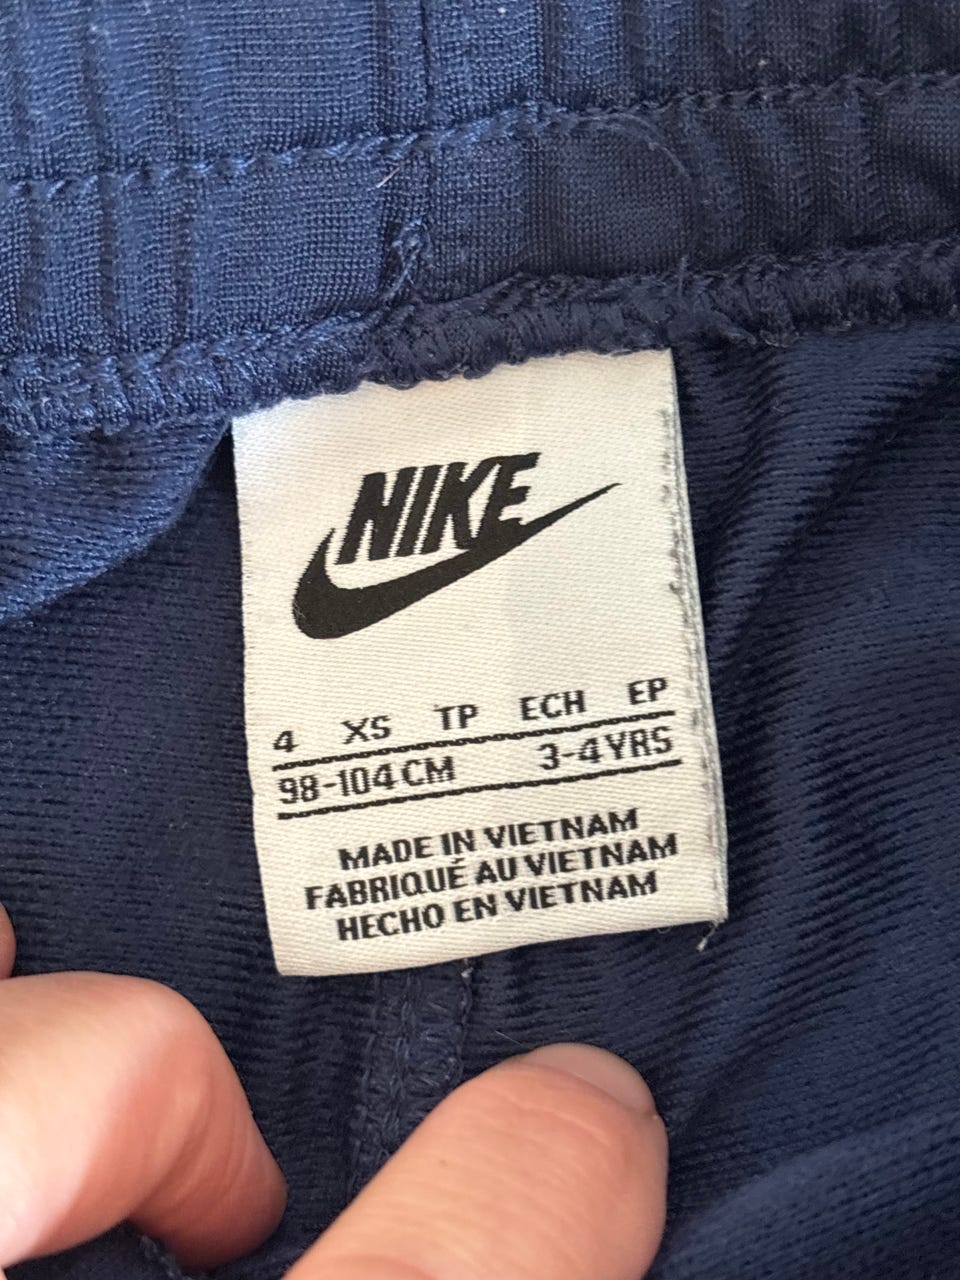 NIKE
4 XS TP ECH EP
98-104 CM 3-4 YRS
MADE IN VIETNAM
FABRIQUÉ AU VIETNAM
HECHO EN VIETNAM